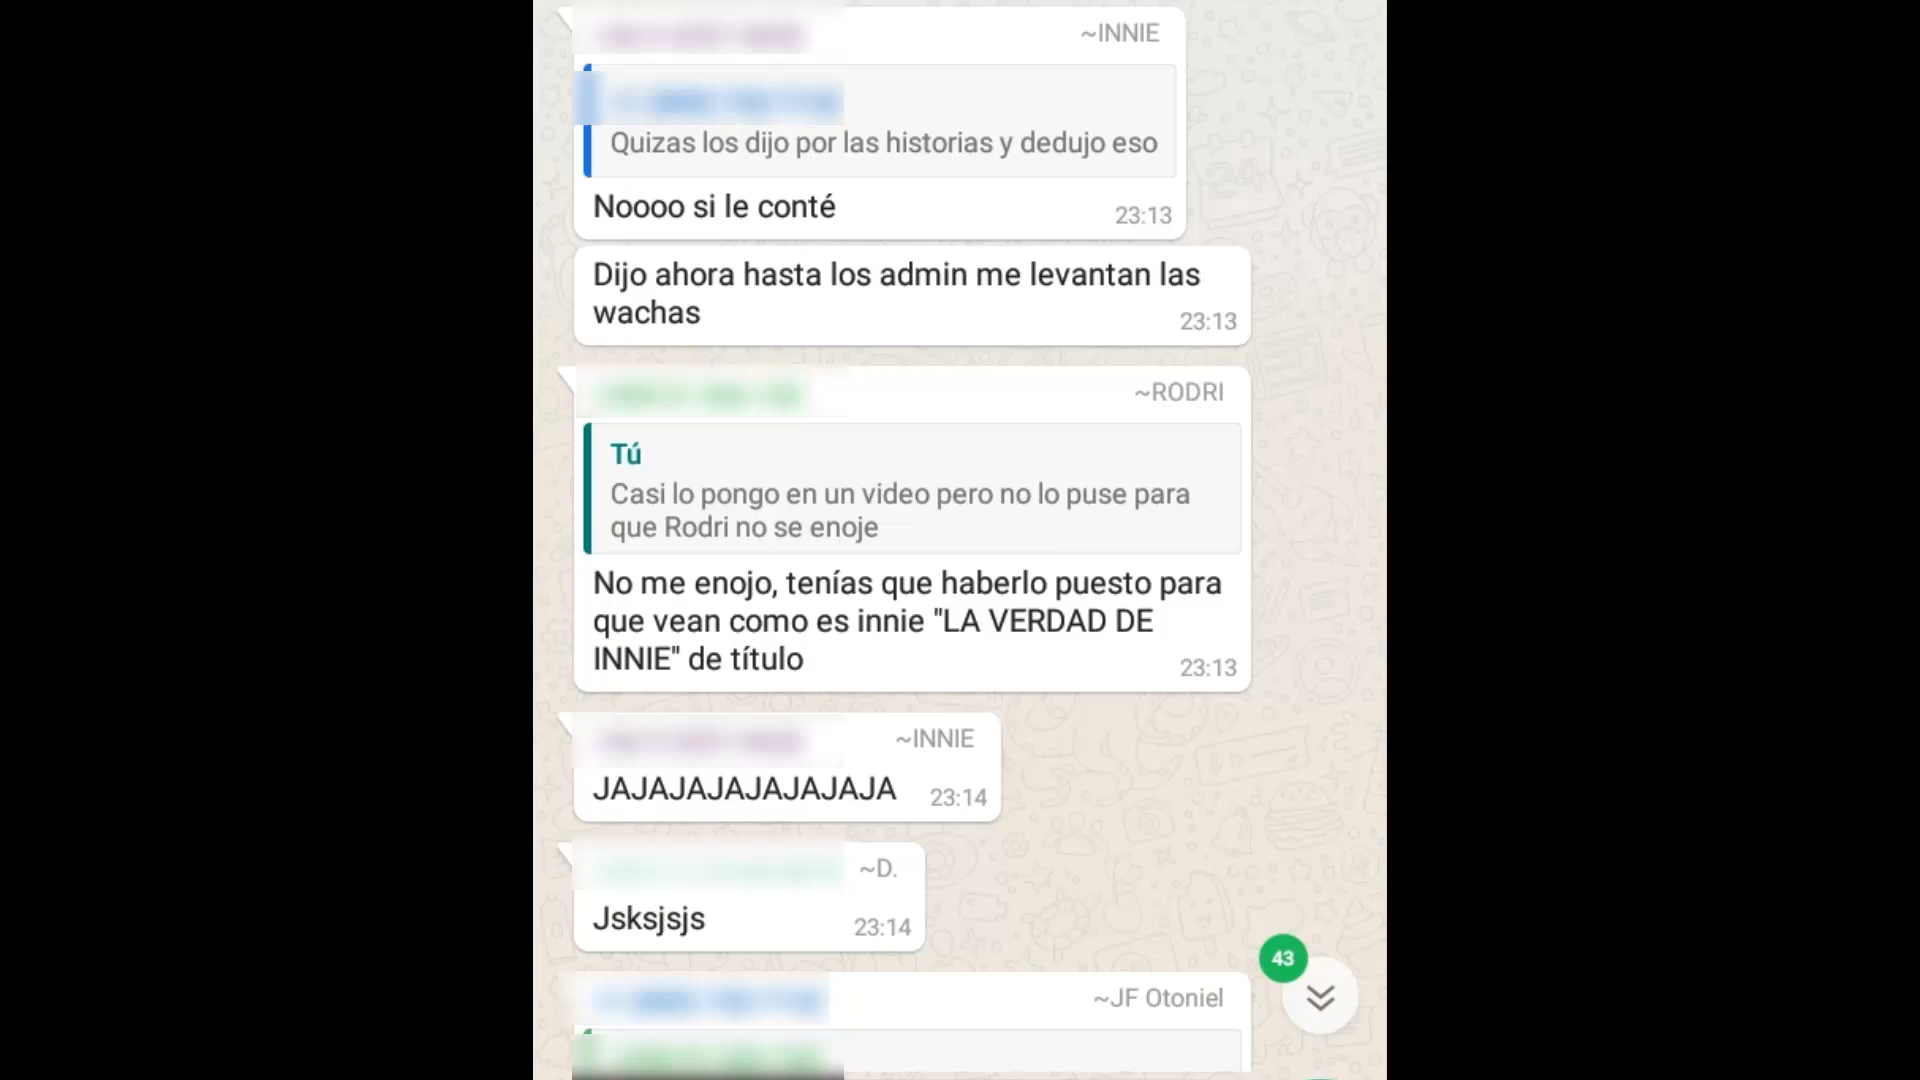 ~INNIE
Quizas los dijo por las historias y dedujo eso
Noooo si le conté
23:13
Dijo ahora hasta los admin me levantan las
wachas
23:13
~RODRI
Tú
Casi lo pongo en un video pero no lo puse para
que Rodri no se enoje
No me enojo, tenías que haberlo puesto para
que vean como es innie "LA VERDAD DE
INNIE" de título
23:13
~INNIE
JAJAJAJAJAJAJAJA
23:14
~D.
Jsksjsjs
23:14
43
~JF Otoniel